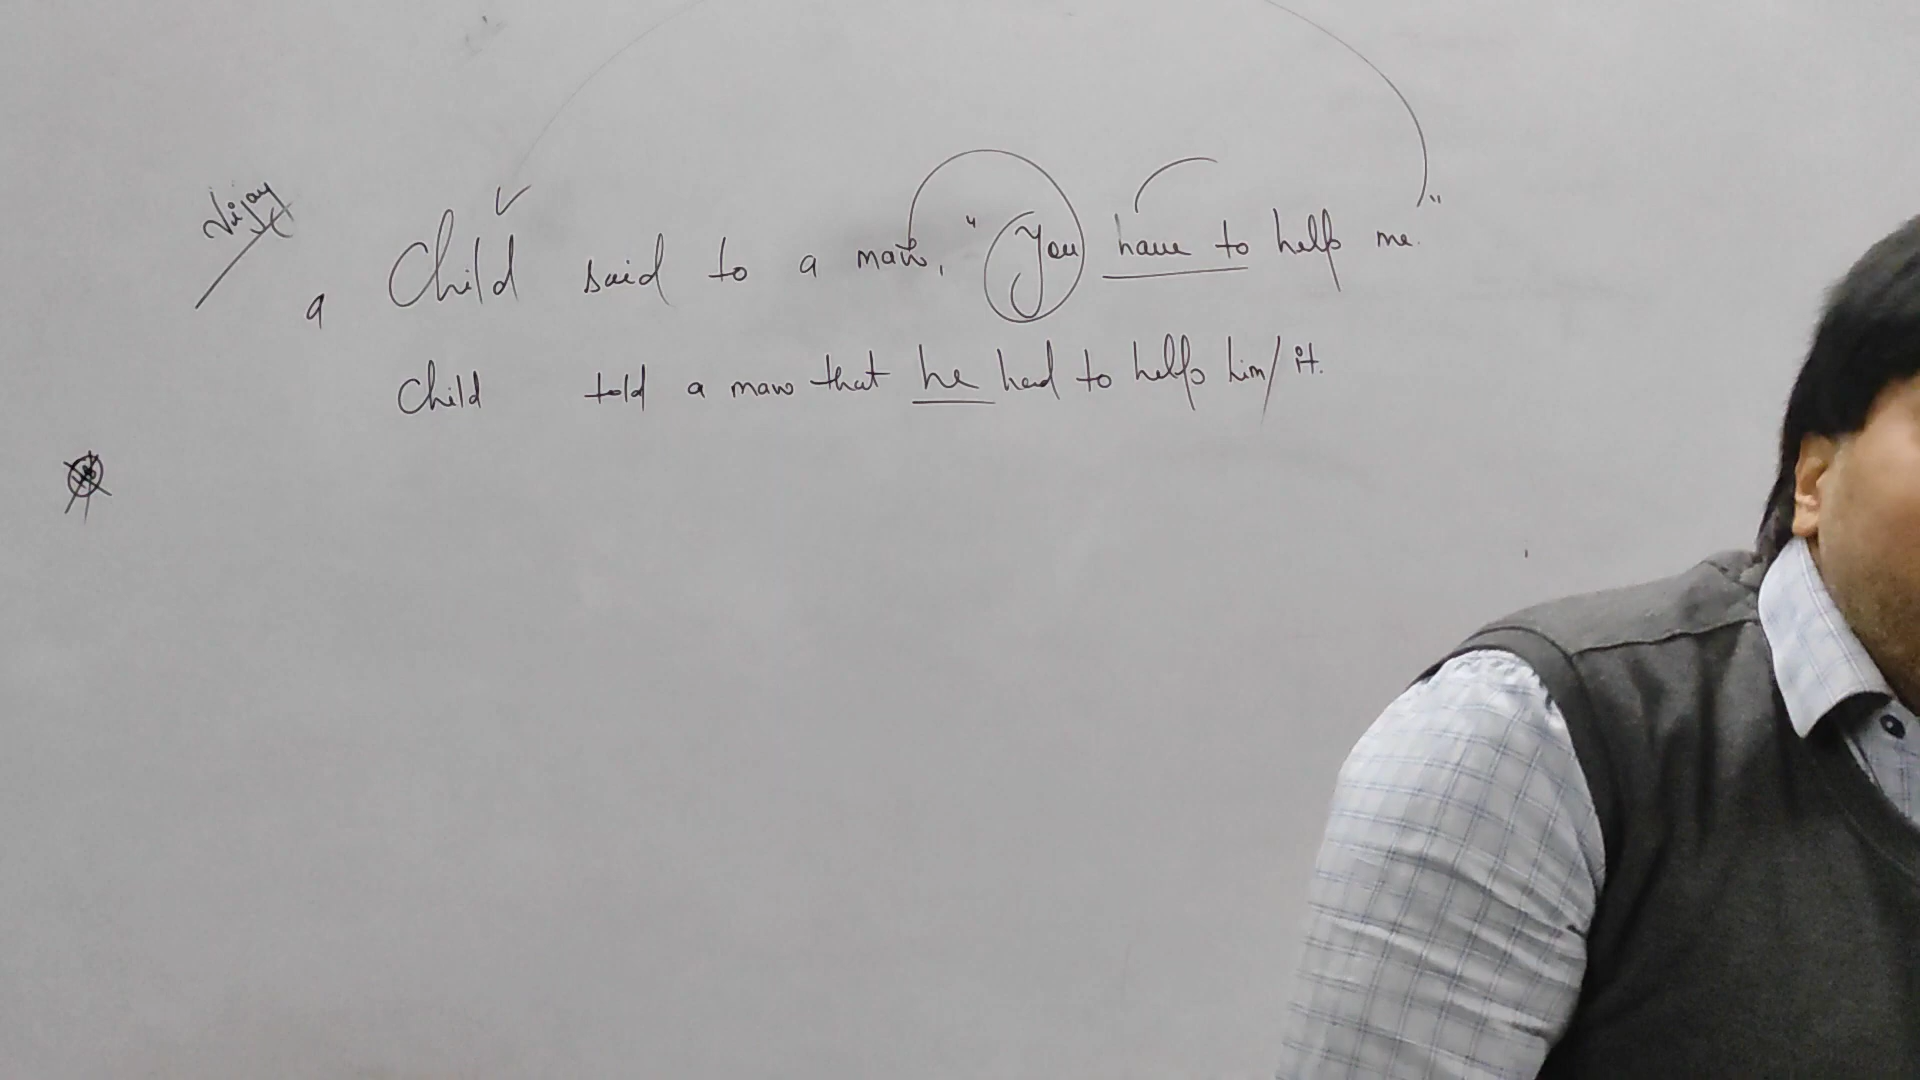 Vijay
a Child said to a man, "You have to help me."
Child told a man that he had to help him/it.